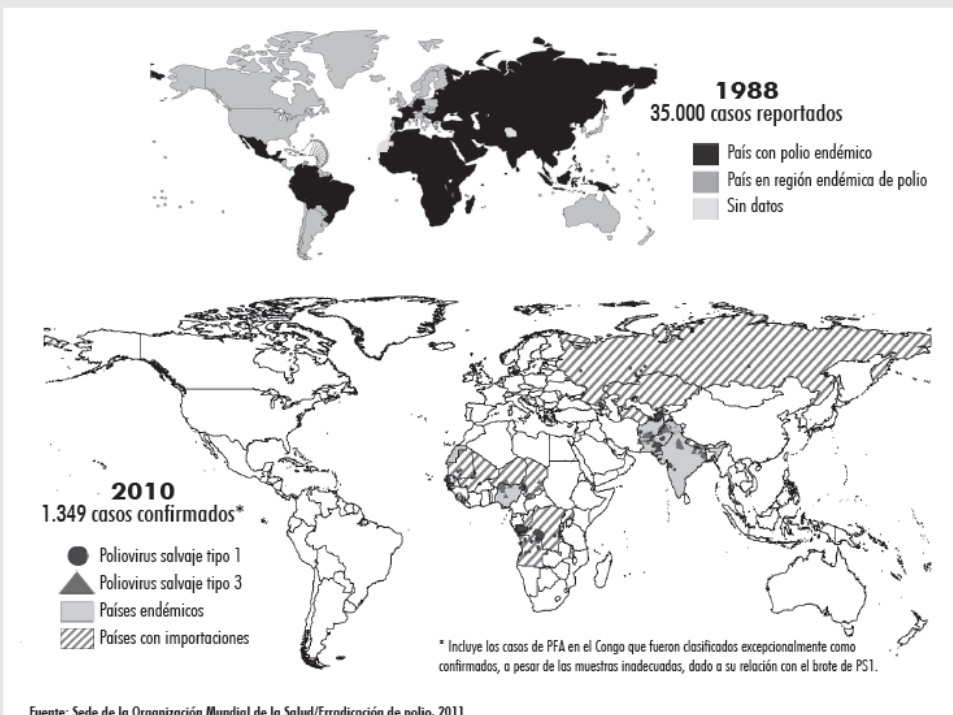 1988
35.000 casos reportados
País con polio endémico
País en región endémica de polio
Sin datos
2010
1.349 casos confirmados*
Poliovirus salvaje tipo 1
Poliovirus salvaje tipo 3
Países endémicos
Países con importaciones
* Incluye los casos de PFA en el Congo que fueron clasificados excepcionalmente como
confirmados, a pesar de las muestras inadecuadas, dado a su relación con el brote de PS1.
Fuente: Sede de la Organización Mundial de la Salud/Erradicación de polio, 2011